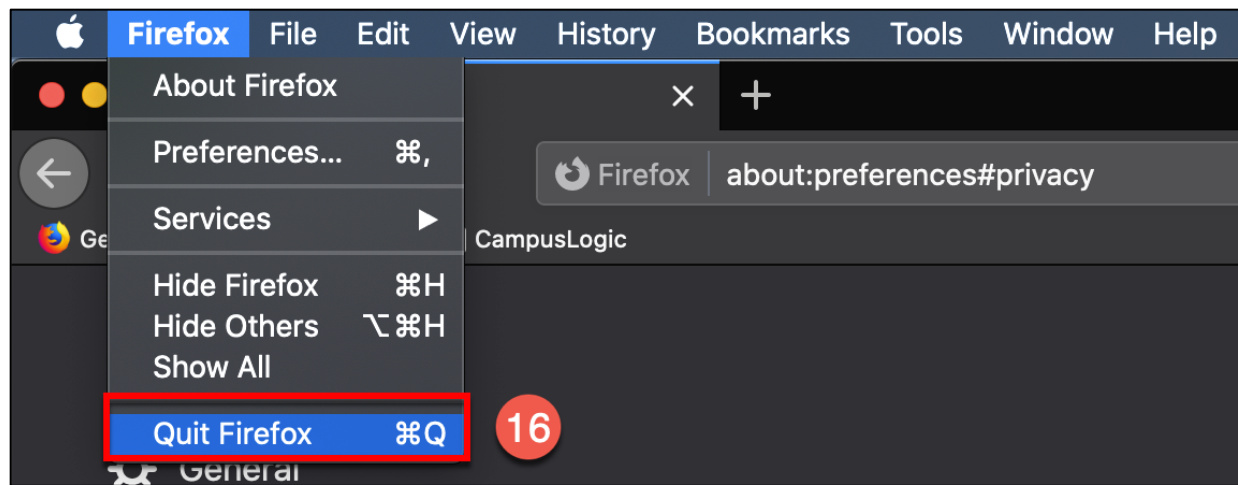 Firefox File Edit View History Bookmarks Tools Window Help
About Firefox
Preferences... ⌘,
Firefox about:preferences#privacy
Services ▶
CampusLogic
Hide Firefox ⌘H
Hide Others ⌥⌘H
Show All
Quit Firefox ⌘Q
16
General